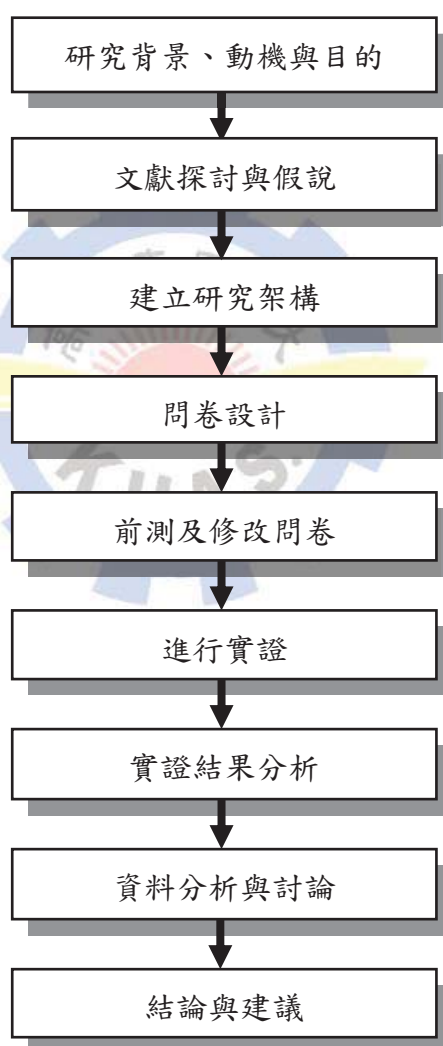 研究背景、動機與目的
文獻探討與假說
建立研究架構
問卷設計
前測及修改問卷
進行實證
實證結果分析
資料分析與討論
結論與建議